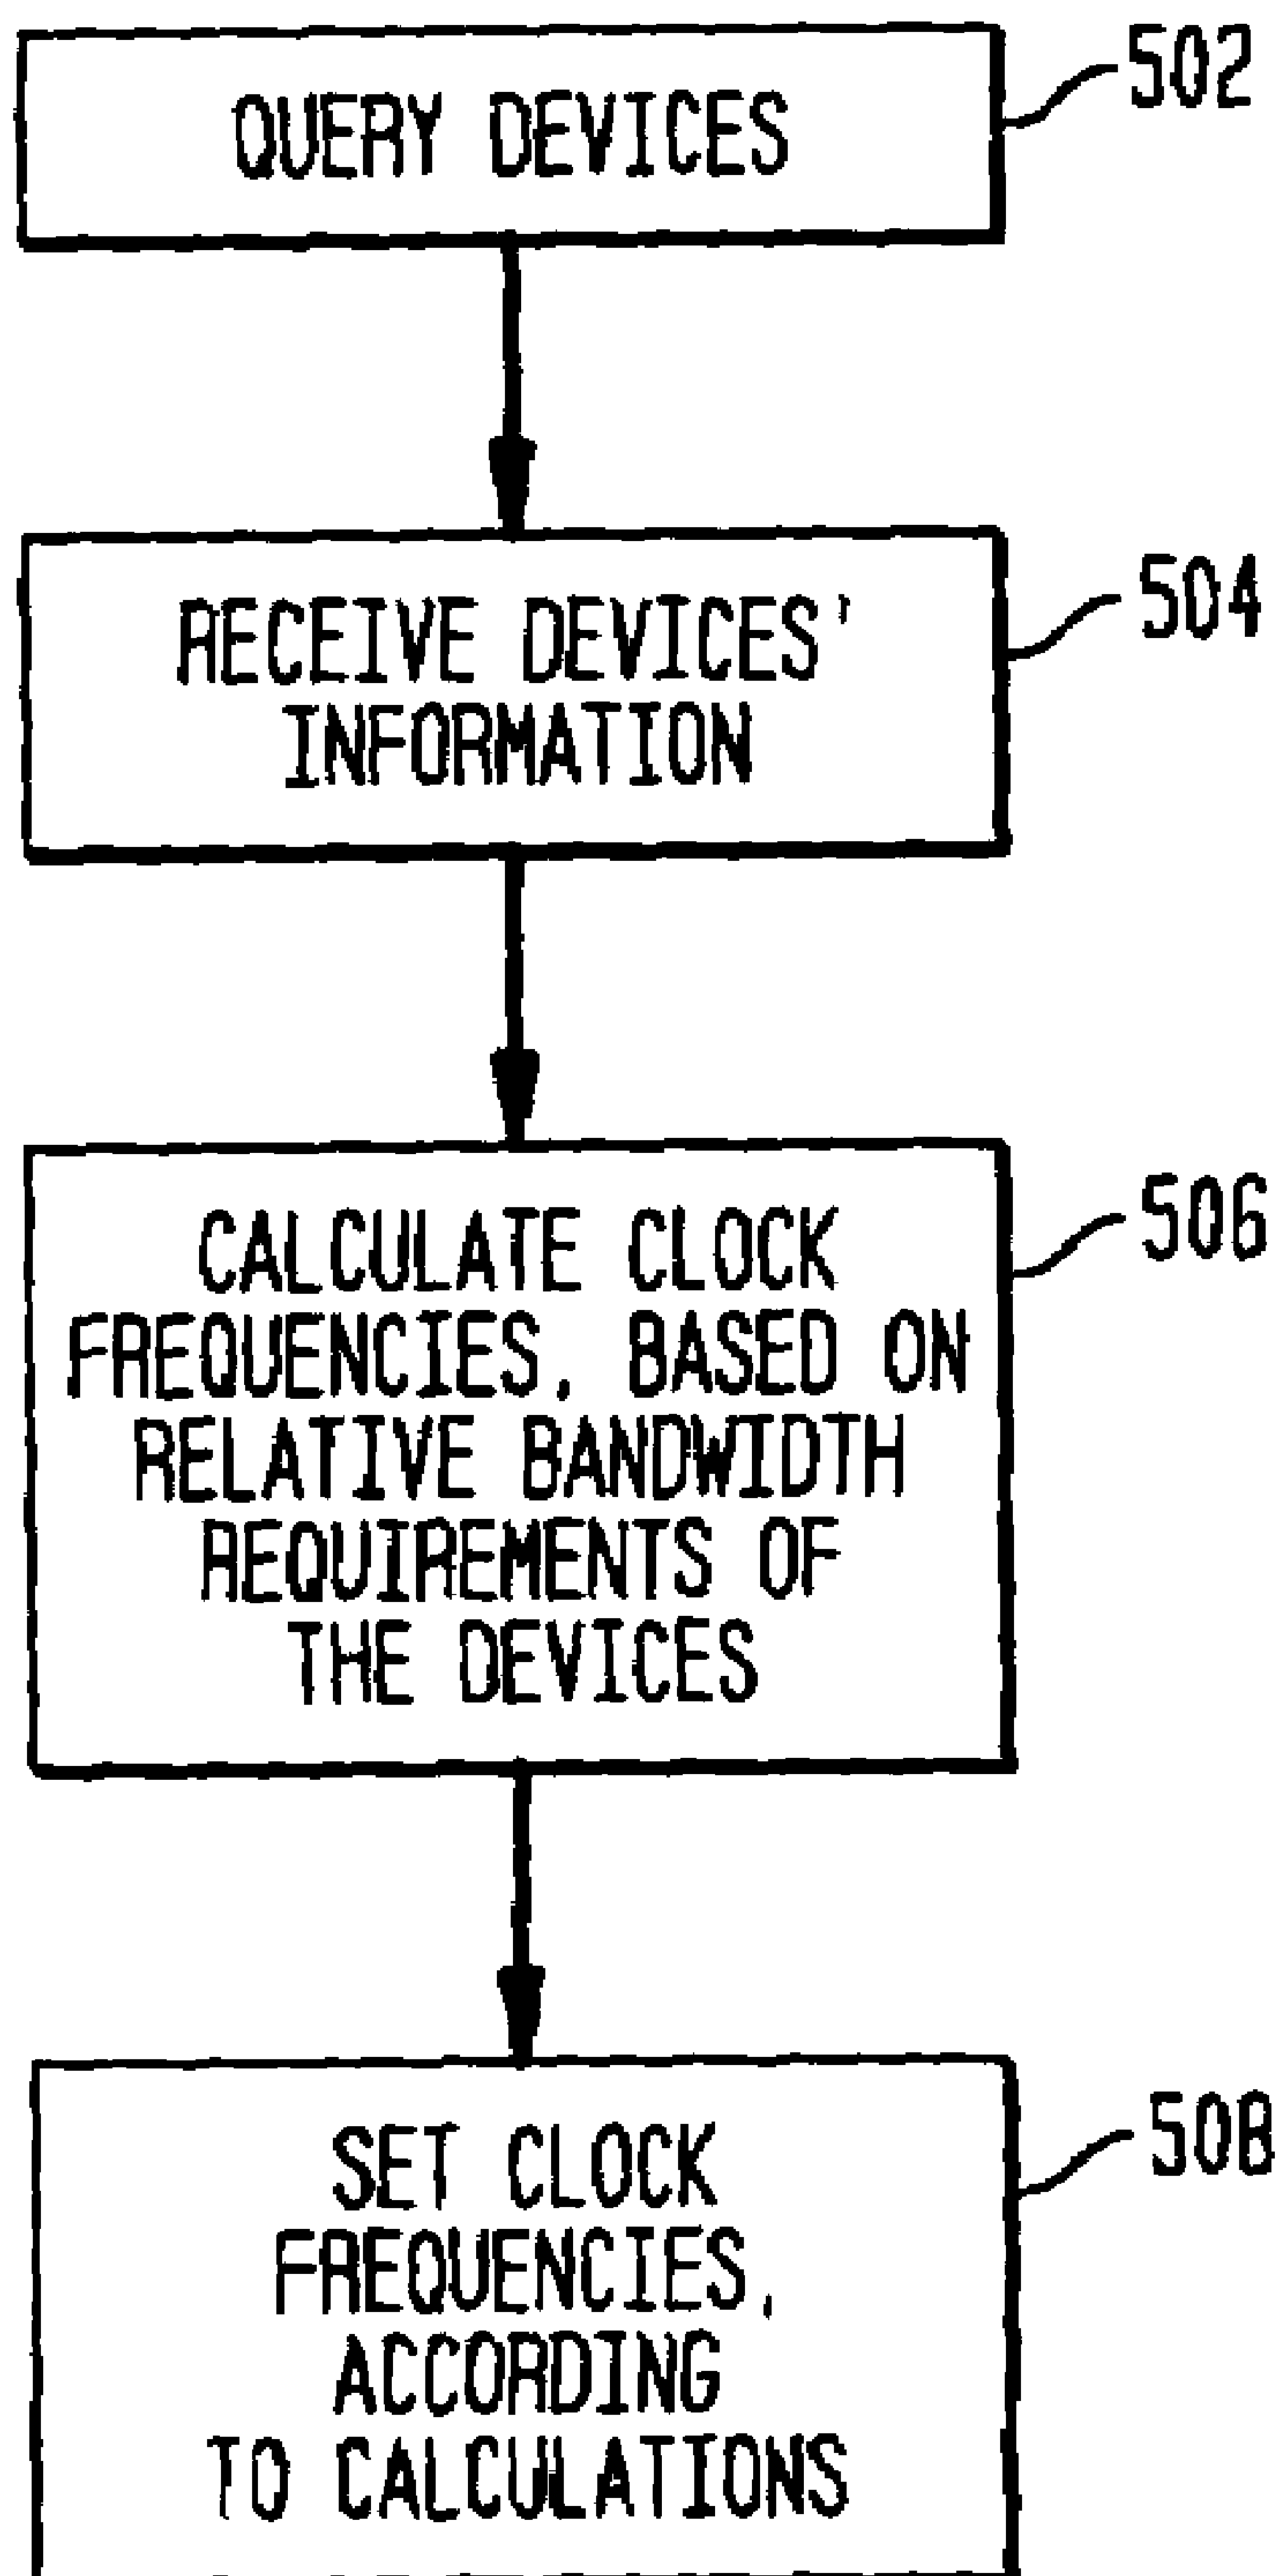 QUERY DEVICES
502
RECEIVE DEVICES'
INFORMATION
504
CALCULATE CLOCK
FREQUENCIES, BASED ON
RELATIVE BANDWIDTH
REQUIREMENTS OF
THE DEVICES
506
SET CLOCK
FREQUENCIES,
ACCORDING
TO CALCULATIONS
508